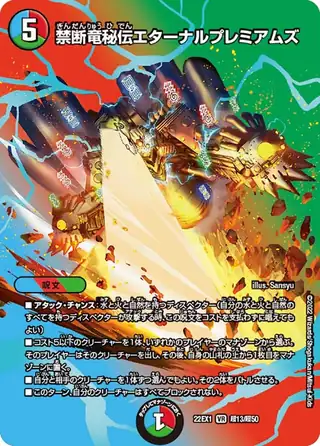 5
きんだんりゅうひでん
禁断竜秘伝エターナルプレミアムズ
呪文
illus. Sansyu
■アタック・チャンス:水と火と自然を持つディスペクター(自分の水と火と自然の
すべてを持つディスペクターが攻撃する時、この呪文をコストを支払わずに唱えても
よい)
■コスト5以下のクリーチャーを1体、いずれかのプレイヤーのマナゾーンから選ぶ。
そのプレイヤーはそのクリーチャーを出し、その後、自身の山札の上から1枚目をマナ
ゾーンに置く。
■自分と相手のクリーチャーを1体ずつ選んでもよい。その2体をバトルさせる。
■このターン、自分のクリーチャーはすべてブロックされない。
1
22EX1 VR 超13/超50
©2022 Wizards/Shogakukan/Mitsui-Kids